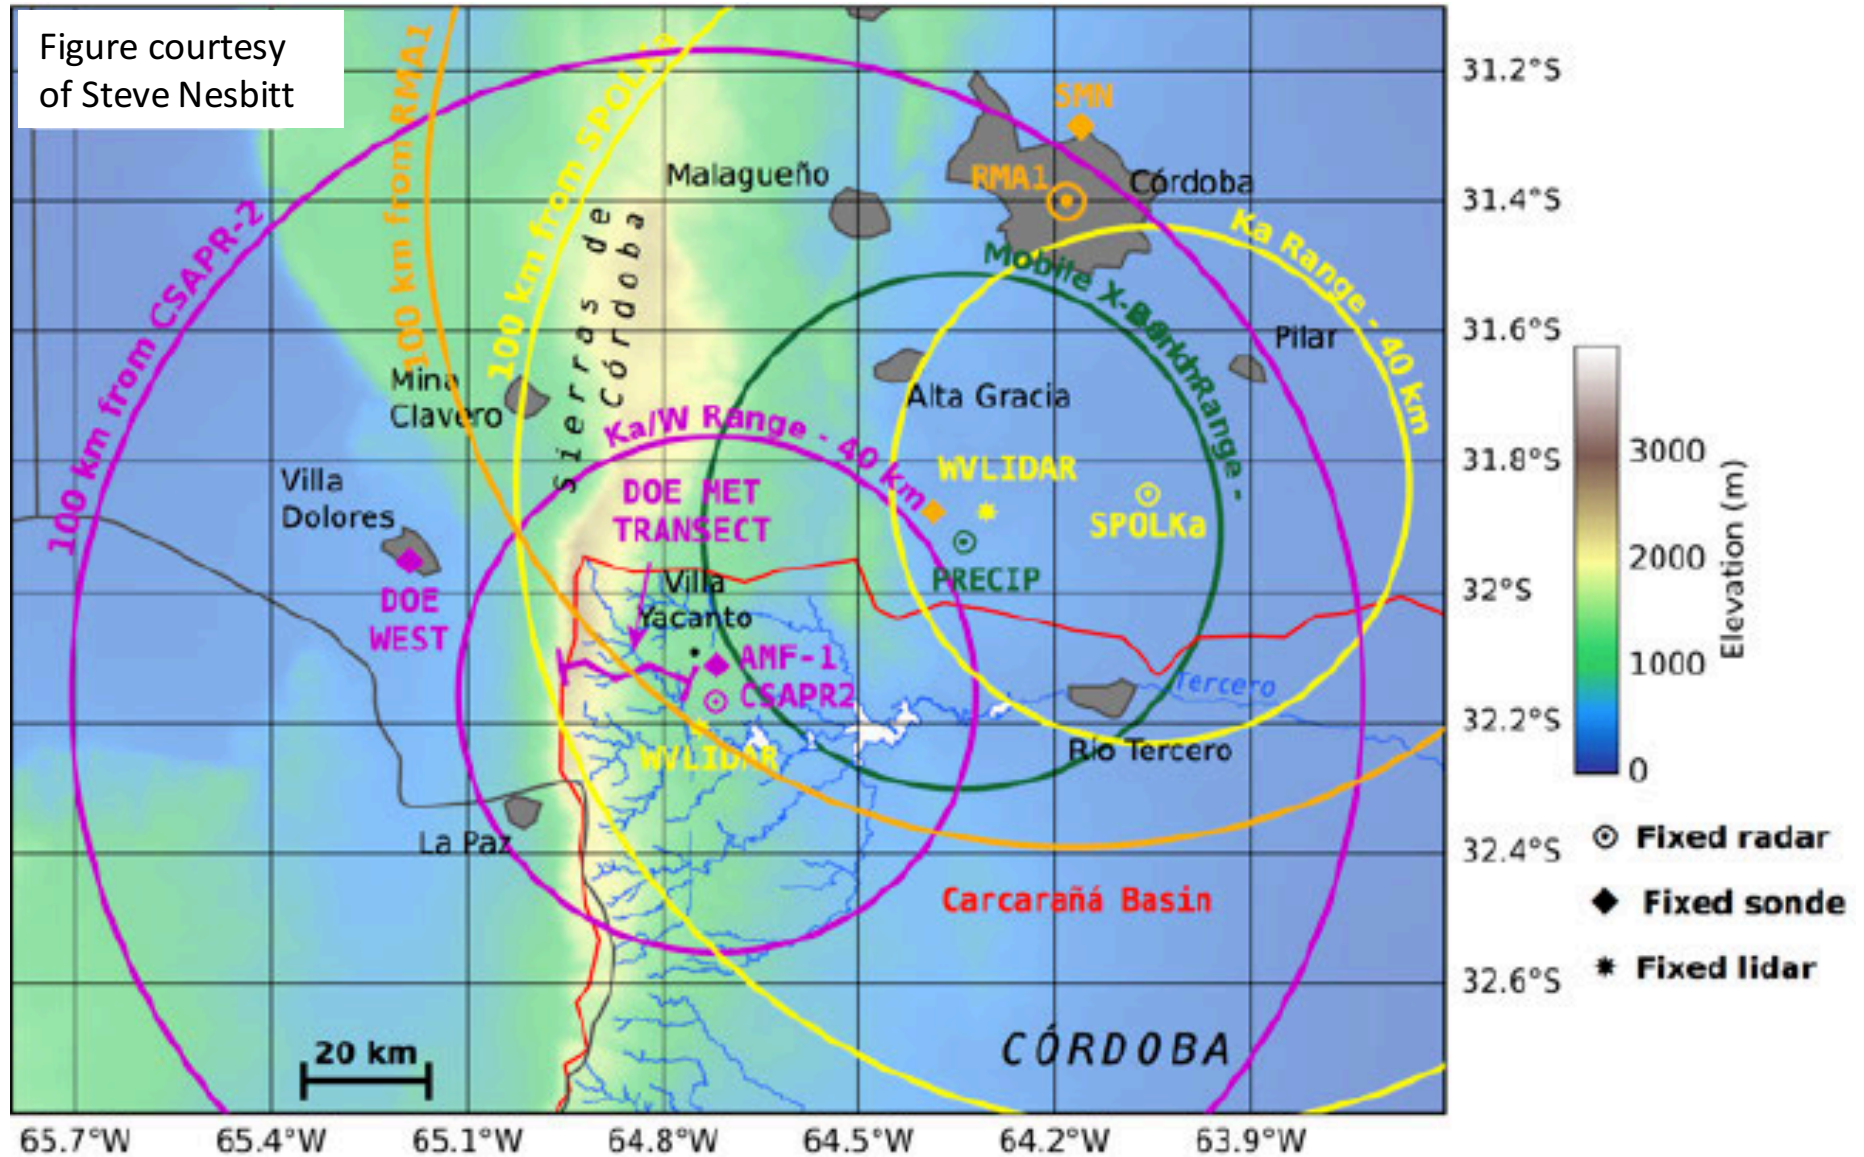 Figure courtesy
of Steve Nesbitt
100 km from RMA1
100 km from SPOLKa
100 km from CSAPR-2
SMN
RMA1
Malagueño
Córdoba
Sierras de
Córdoba
Mobile X-Band Range -
Ka Range - 40 km
Pilar
Mina
Clavero
Alta Gracia
Ka/W Range - 40 km
Villa
Dolores
DOE MET
TRANSECT
WVLIDAR
SPOLKa
PRECIP
DOE
WEST
Villa
Yacanto
AMF-1
CSAPR2
Tercero
WVLIDAR
Río Tercero
La Paz
Carcarañá Basin
CÓRDOBA
20 km
31.2°S
31.4°S
31.6°S
31.8°S
32°S
32.2°S
32.4°S
32.6°S
65.7°W
65.4°W
65.1°W
64.8°W
64.5°W
64.2°W
63.9°W
3000
2000
1000
0
Elevation (m)
Fixed radar
Fixed sonde
Fixed lidar